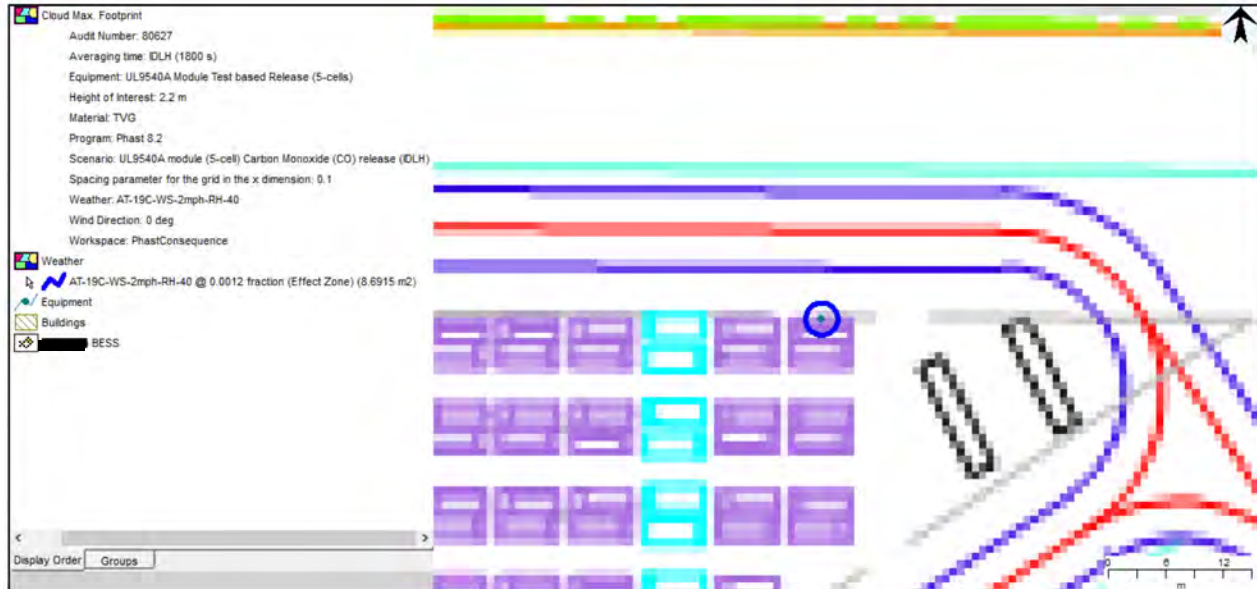 Cloud Max. Footprint
Audit Number: 80627
Averaging time: IDLH (1800 s)
Equipment: UL9540A Module Test based Release (5-cells)
Height of Interest: 2.2 m
Material: TVG
Program: Phast 8.2
Scenario: UL9540A module (5-cell) Carbon Monoxide (CO) release (IDLH)
Spacing parameter for the grid in the x dimension: 0.1
Weather: AT-19C-WS-2mph-RH-40
Wind Direction: 0 deg
Workspace: PhastConsequence
Weather
AT-19C-WS-2mph-RH-40 @ 0.0012 fraction (Effect Zone) (8.6915 m2)
Equipment
Buildings
BESS
Display Order Groups
0 6 12
m